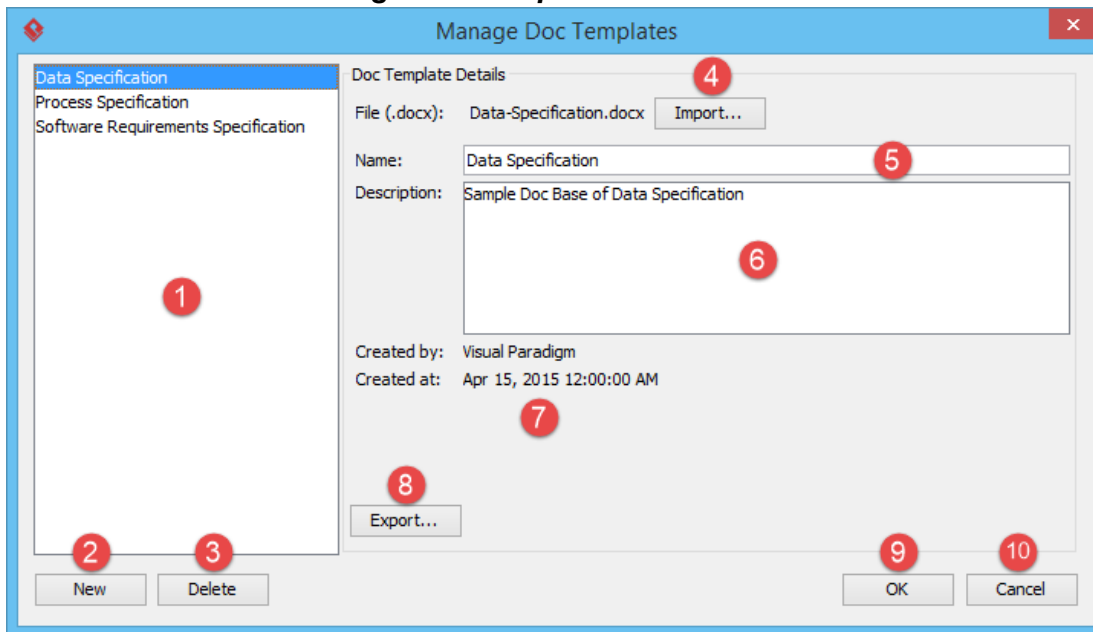 Manage Doc Templates
Data Specification
Process Specification
Software Requirements Specification
1
2
New
3
Delete
Doc Template Details
4
File (.docx): Data-Specification.docx Import...
Name: Data Specification 5
Description: Sample Doc Base of Data Specification
6
Created by: Visual Paradigm
Created at: Apr 15, 2015 12:00:00 AM
7
8
Export...
9
OK
10
Cancel